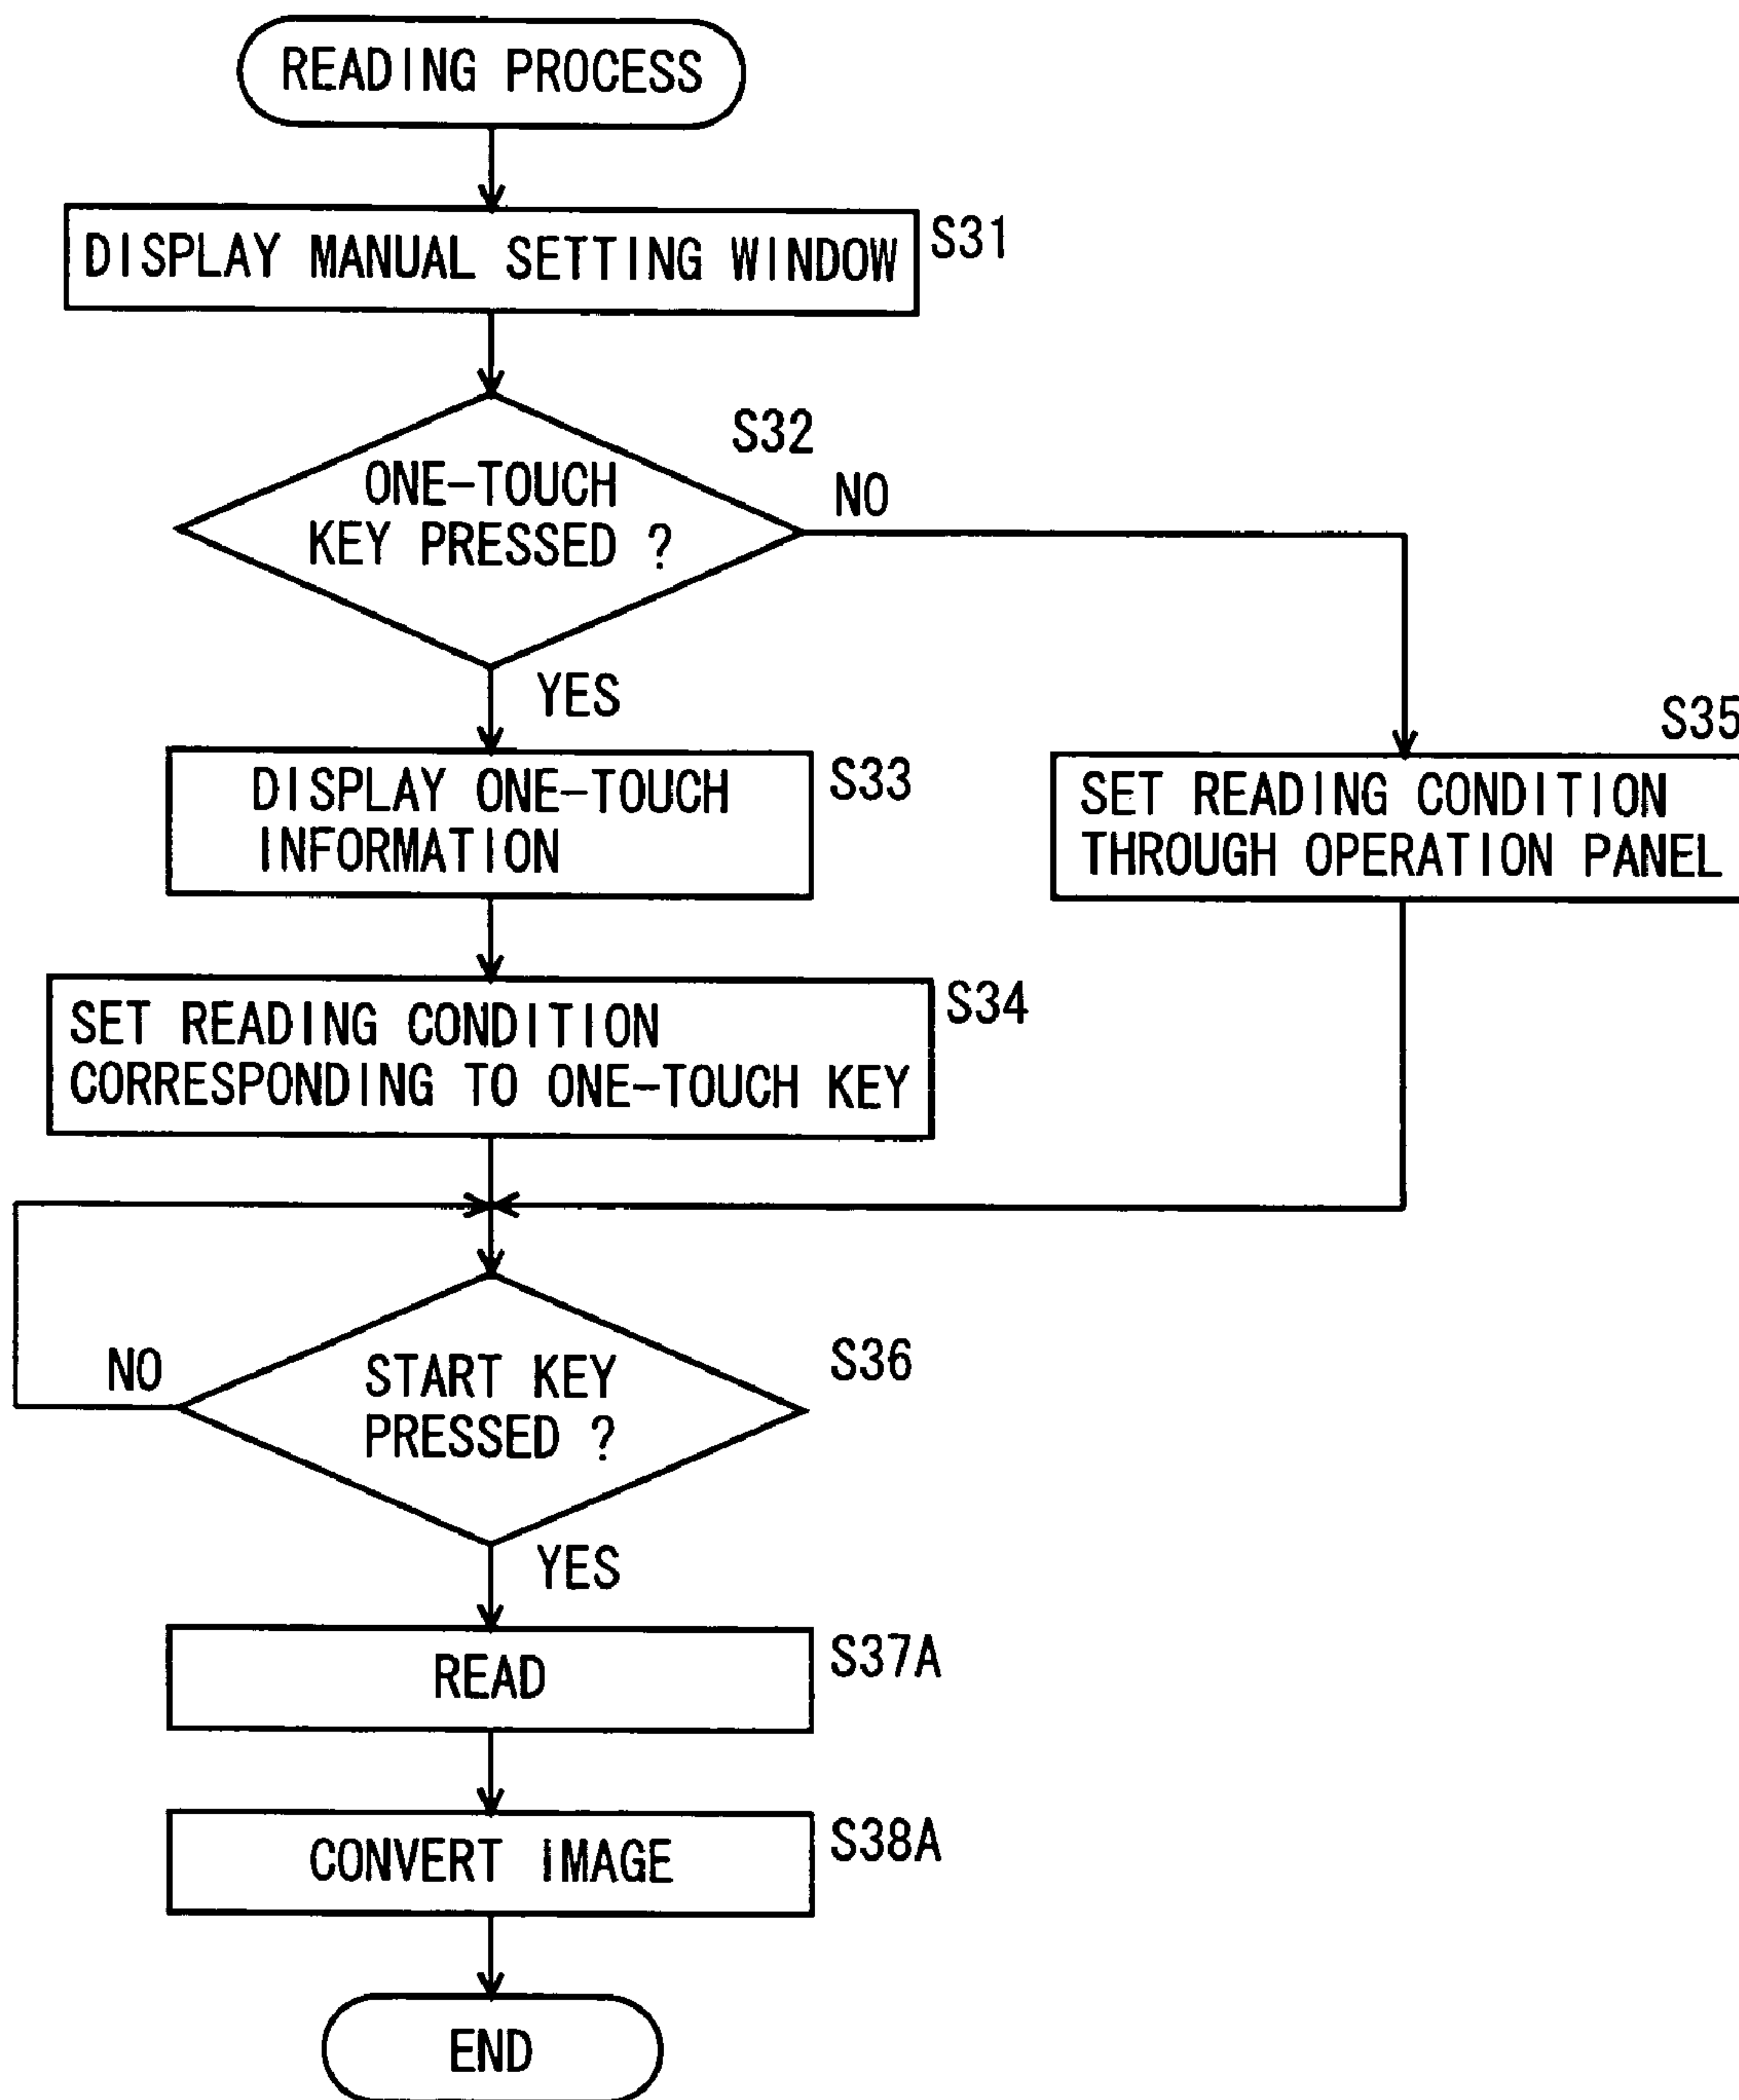 READING PROCESS
DISPLAY MANUAL SETTING WINDOW
S31
S32
ONE-TOUCH
KEY PRESSED ?
NO
YES
DISPLAY ONE-TOUCH
INFORMATION
S33
S35
SET READING CONDITION
THROUGH OPERATION PANEL
SET READING CONDITION
CORRESPONDING TO ONE-TOUCH KEY
S34
NO
START KEY
PRESSED ?
S36
YES
READ
S37A
CONVERT IMAGE
S38A
END